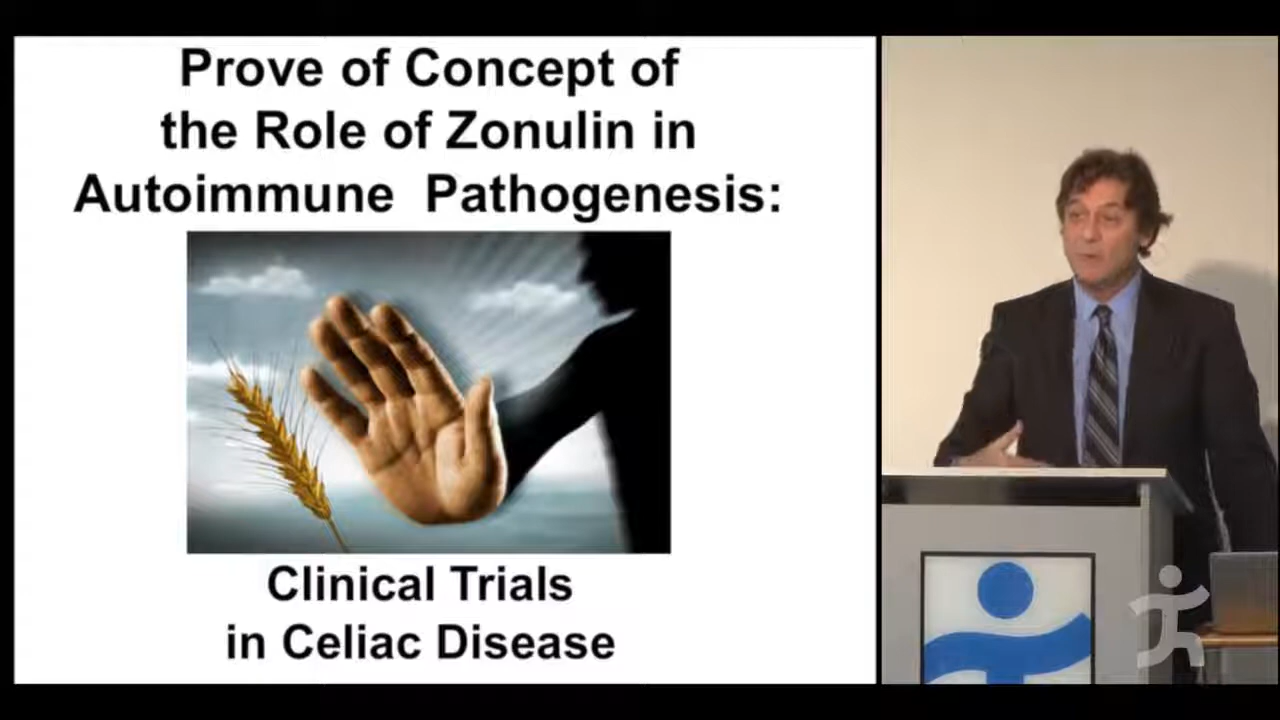 Prove of Concept of
the Role of Zonulin in
Autoimmune Pathogenesis:
Clinical Trials
in Celiac Disease